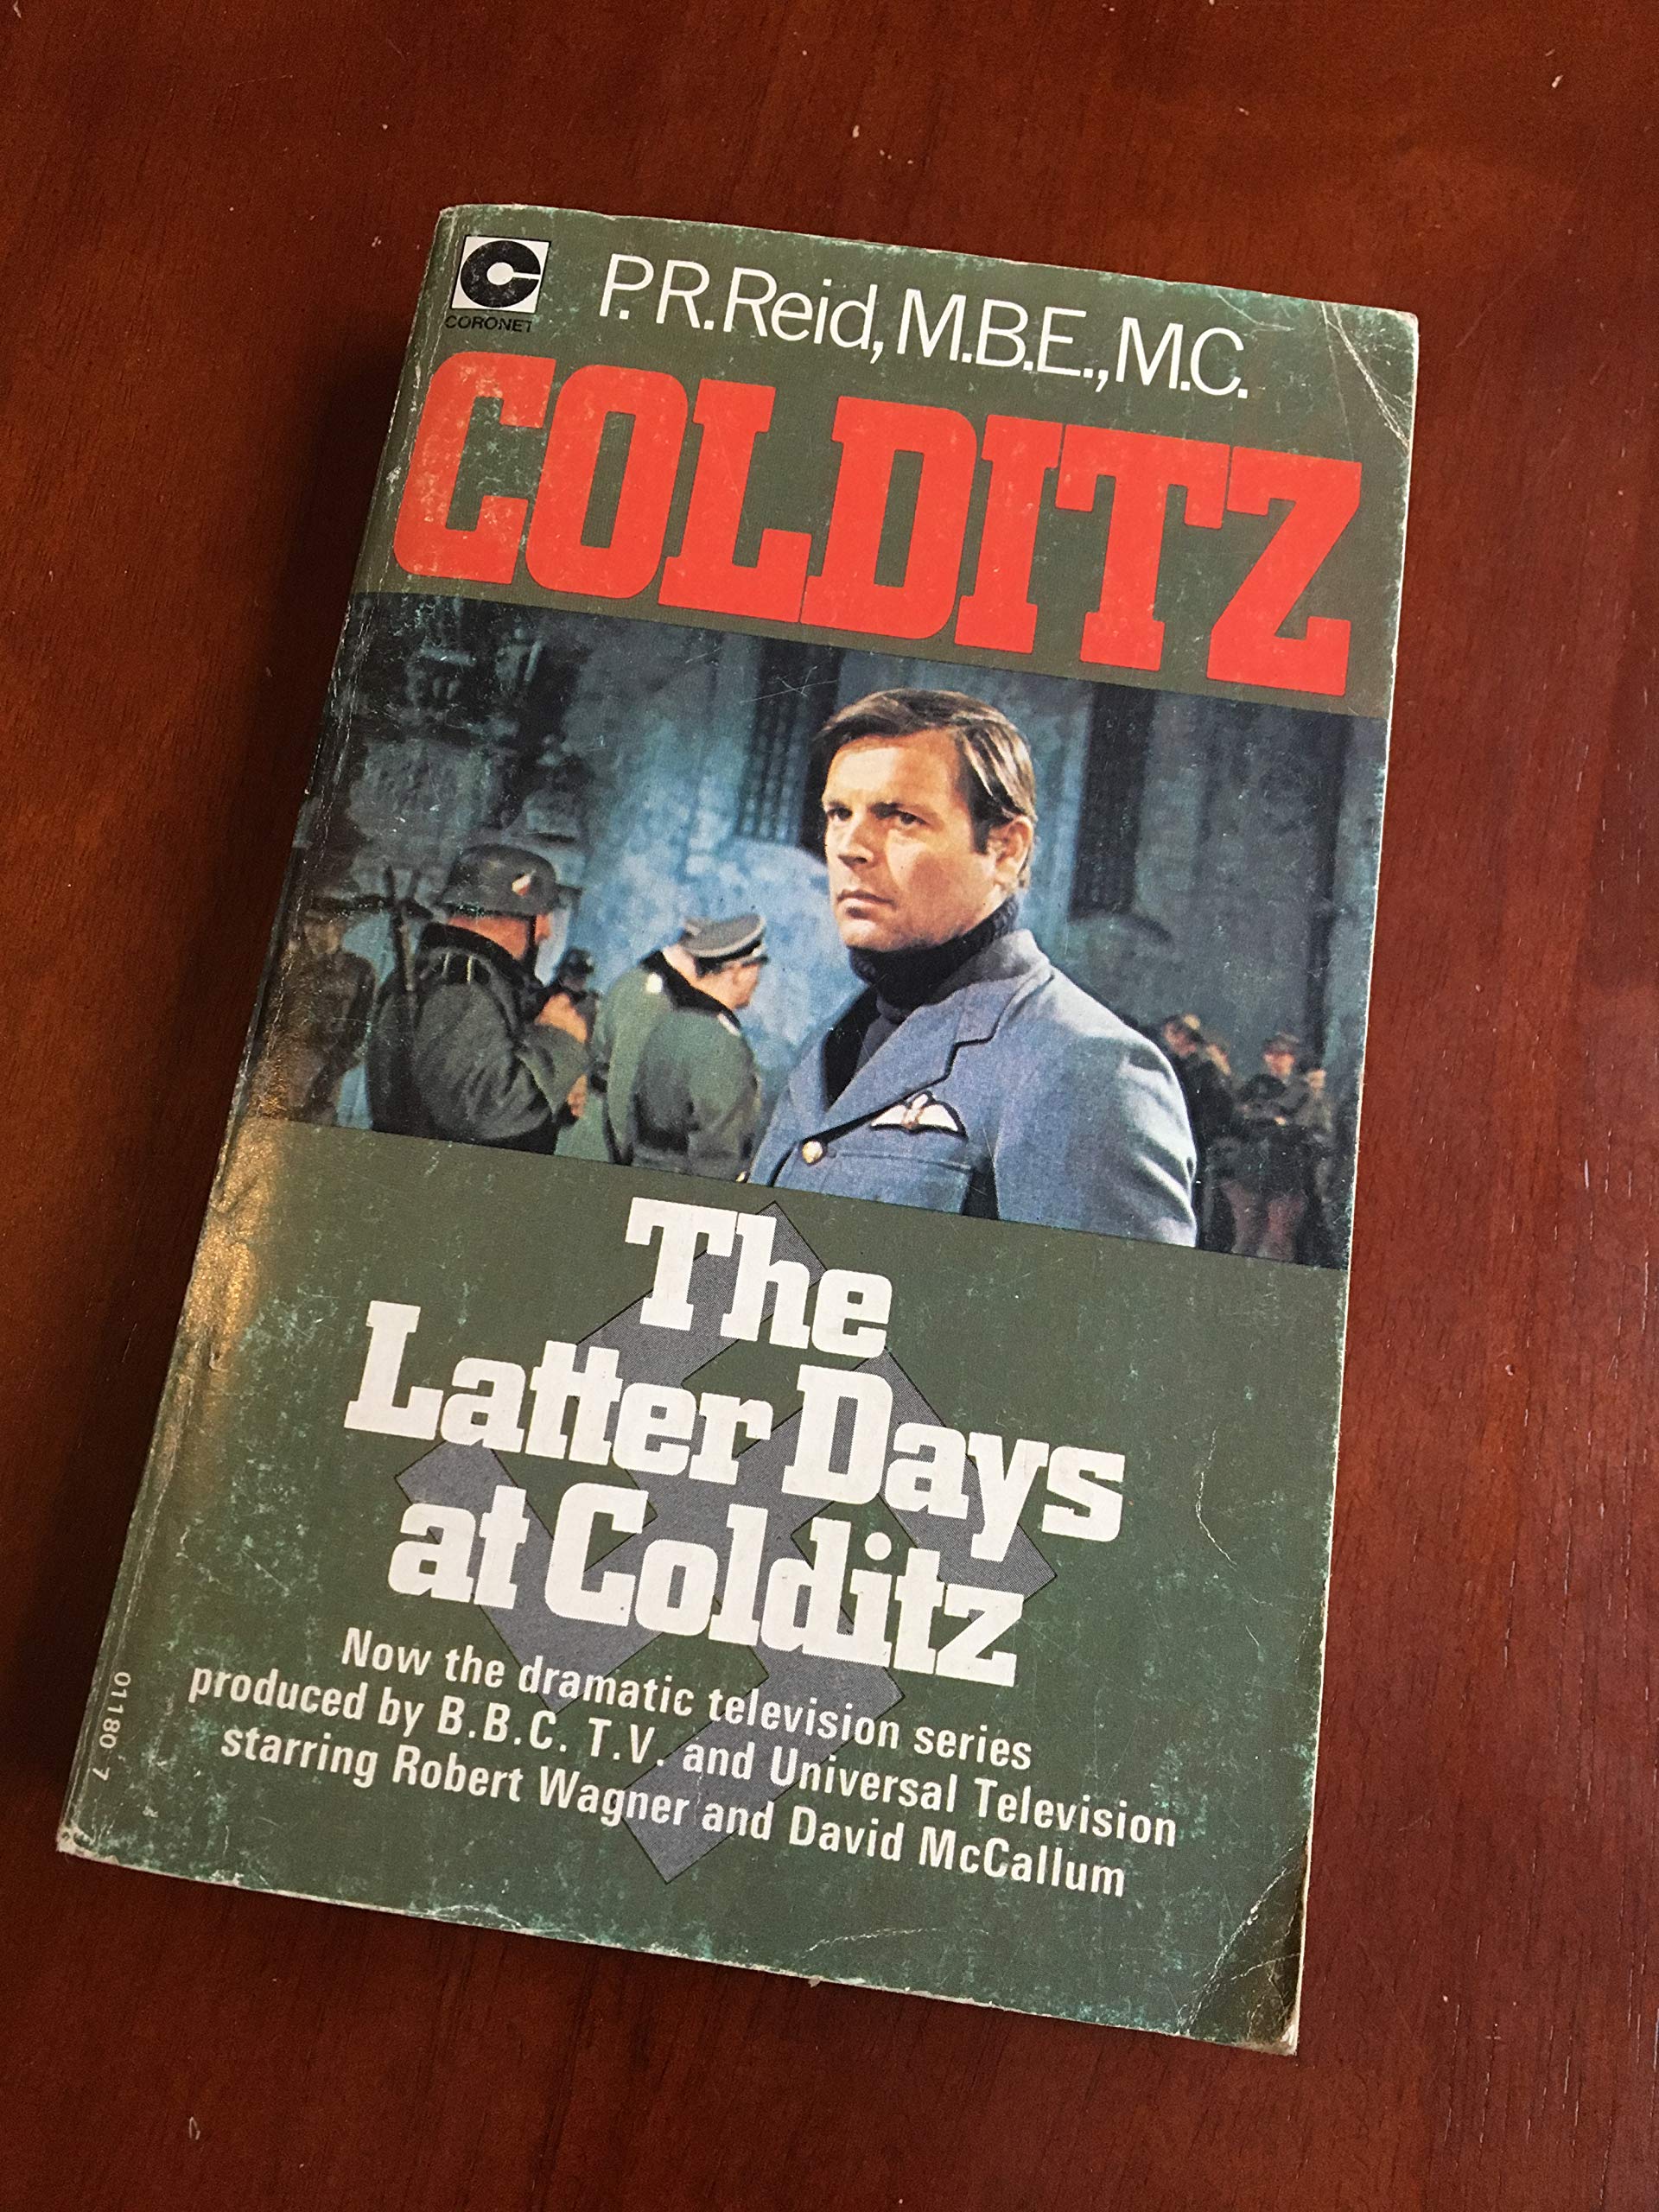 CORONET
P.R.Reid, M.B.E., M.C.
COLDITZ
The
Latter Days
at Colditz
Now the dramatic television series
produced by B.B.C. T.V. and Universal Television
starring Robert Wagner and David McCallum
01180 7